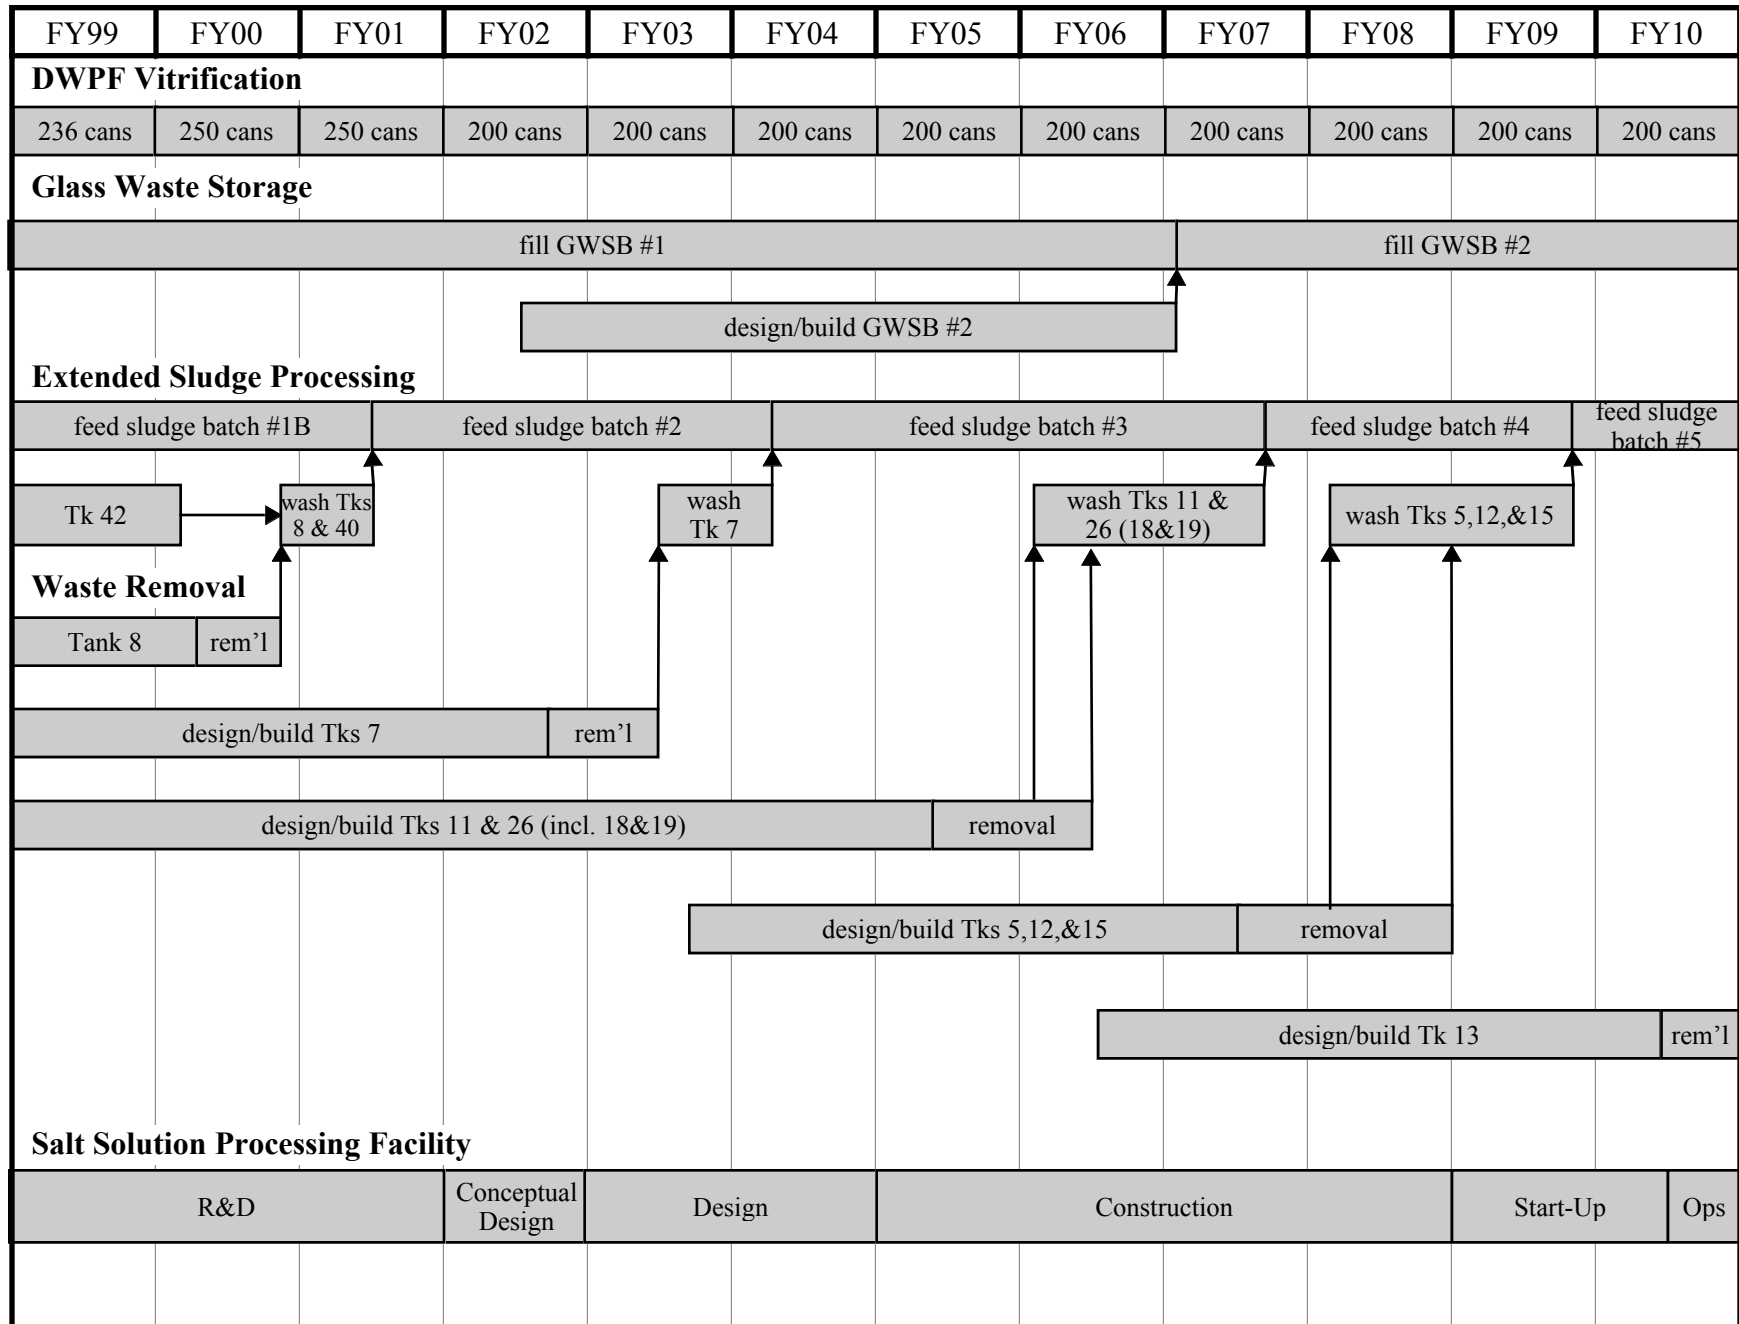 FY99 FY00 FY01 FY02 FY03 FY04 FY05 FY06 FY07 FY08 FY09 FY10
DWPF Vitrification
236 cans 250 cans 250 cans 200 cans 200 cans 200 cans 200 cans 200 cans 200 cans 200 cans 200 cans 200 cans
Glass Waste Storage
fill GWSB #1 fill GWSB #2
design/build GWSB #2
Extended Sludge Processing
feed sludge batch #1B feed sludge batch #2 feed sludge batch #3 feed sludge batch #4
feed sludge
batch #5
Tk 42
wash Tks
8 & 40
wash
Tk 7
wash Tks 11 &
26 (18&19)
wash Tks 5,12,&15
Waste Removal
Tank 8 rem’l
design/build Tks 7 rem’l
design/build Tks 11 & 26 (incl. 18&19) removal
design/build Tks 5,12,&15 removal
design/build Tk 13 rem’l
Salt Solution Processing Facility
R&D
Conceptual
Design
Design Construction Start-Up Ops